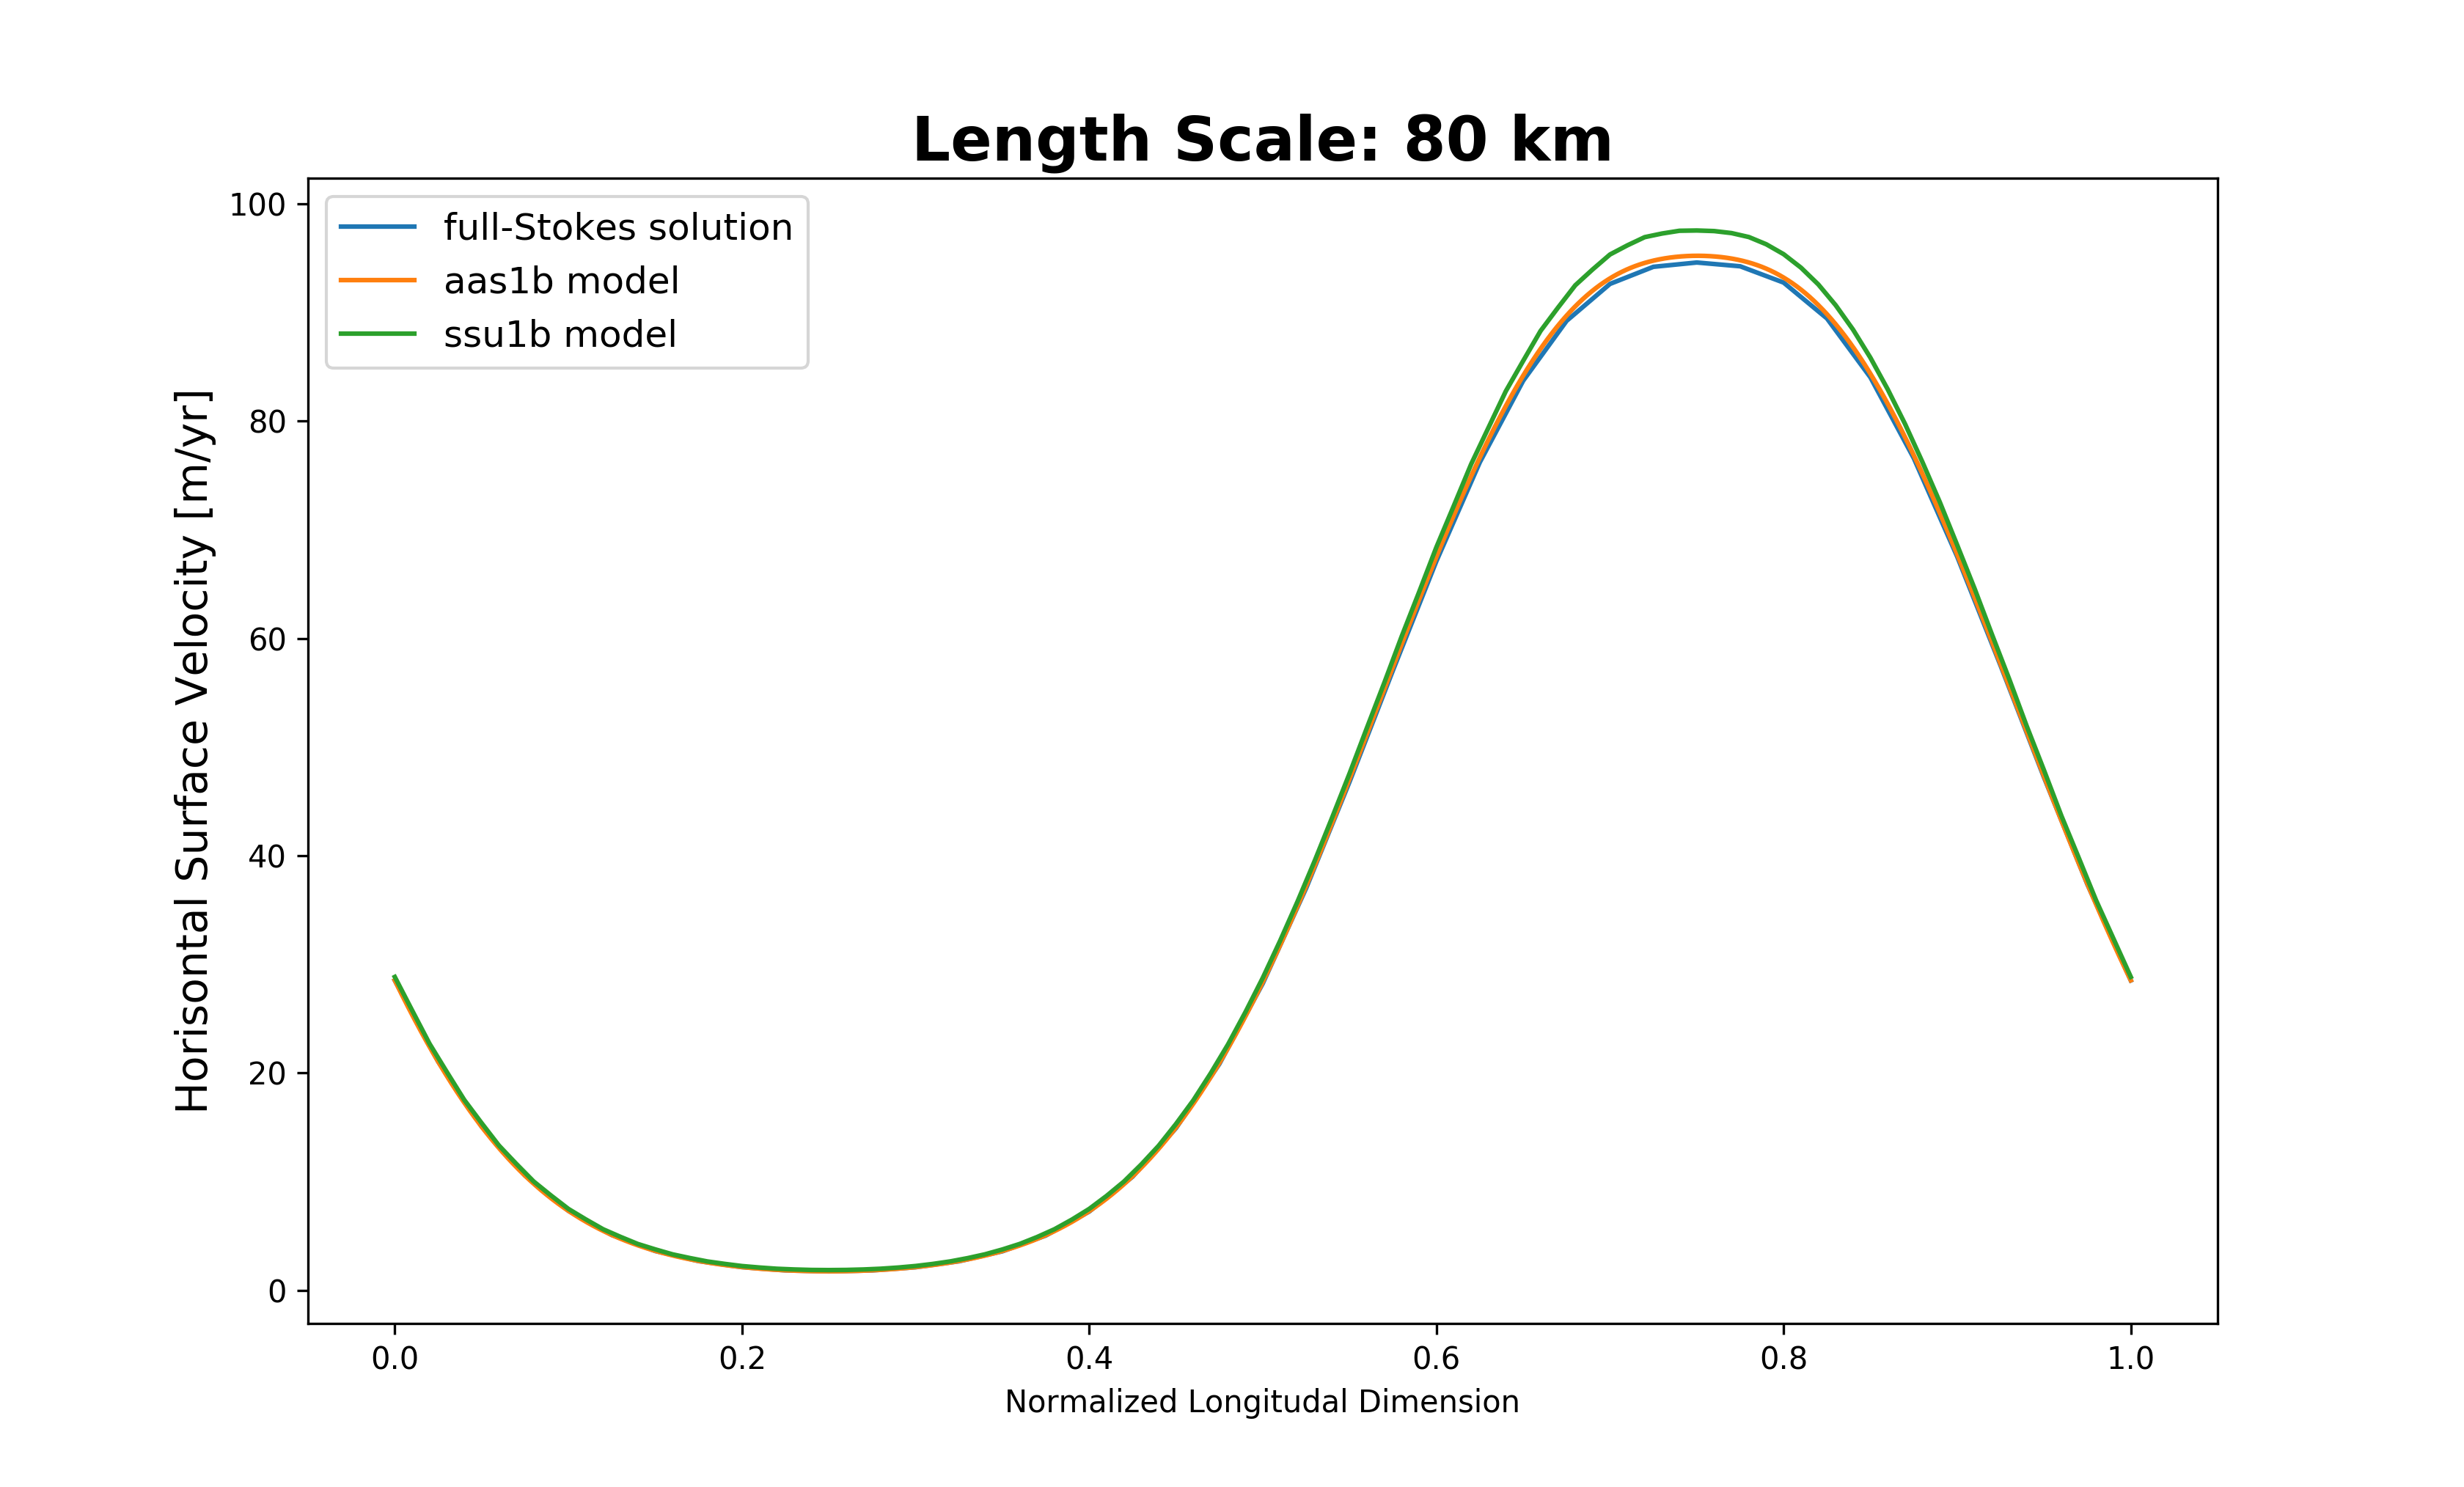 Length Scale: 80 km
full-Stokes solution
aas1b model
ssu1b model
Horisontal Surface Velocity [m/yr]
100
80
60
40
20
0
0.0 0.2 0.4 0.6 0.8 1.0
Normalized Longitudal Dimension